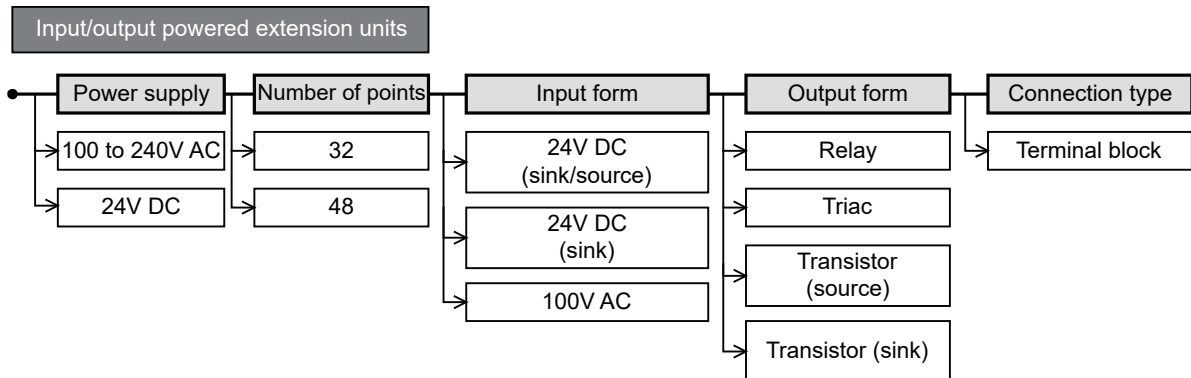 Input/output powered extension units
Power supply
100 to 240V AC
24V DC
Number of points
32
48
Input form
24V DC
(sink/source)
24V DC
(sink)
100V AC
Output form
Relay
Triac
Transistor
(source)
Transistor (sink)
Connection type
Terminal block